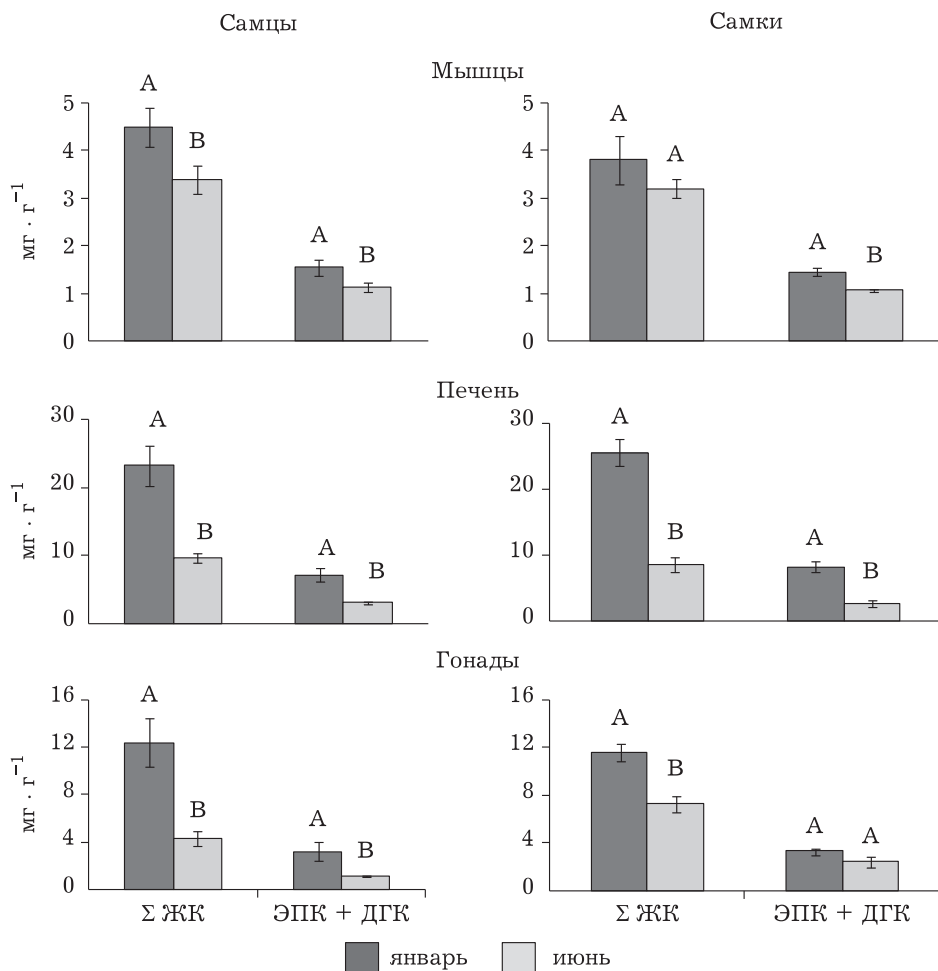 Самцы Самки
Мышцы
мг · г⁻¹
5
4
3
2
1
0
A
B
A
B
5
4
3
2
1
0
A
A
A
B
Печень
мг · г⁻¹
30
20
10
0
A
B
A
B
30
20
10
0
A
B
A
B
Гонады
мг · г⁻¹
16
12
8
4
0
A
B
A
B
16
12
8
4
0
A
B
A
A
Σ ЖК ЭПК + ДГК Σ ЖК ЭПК + ДГК
январь июнь